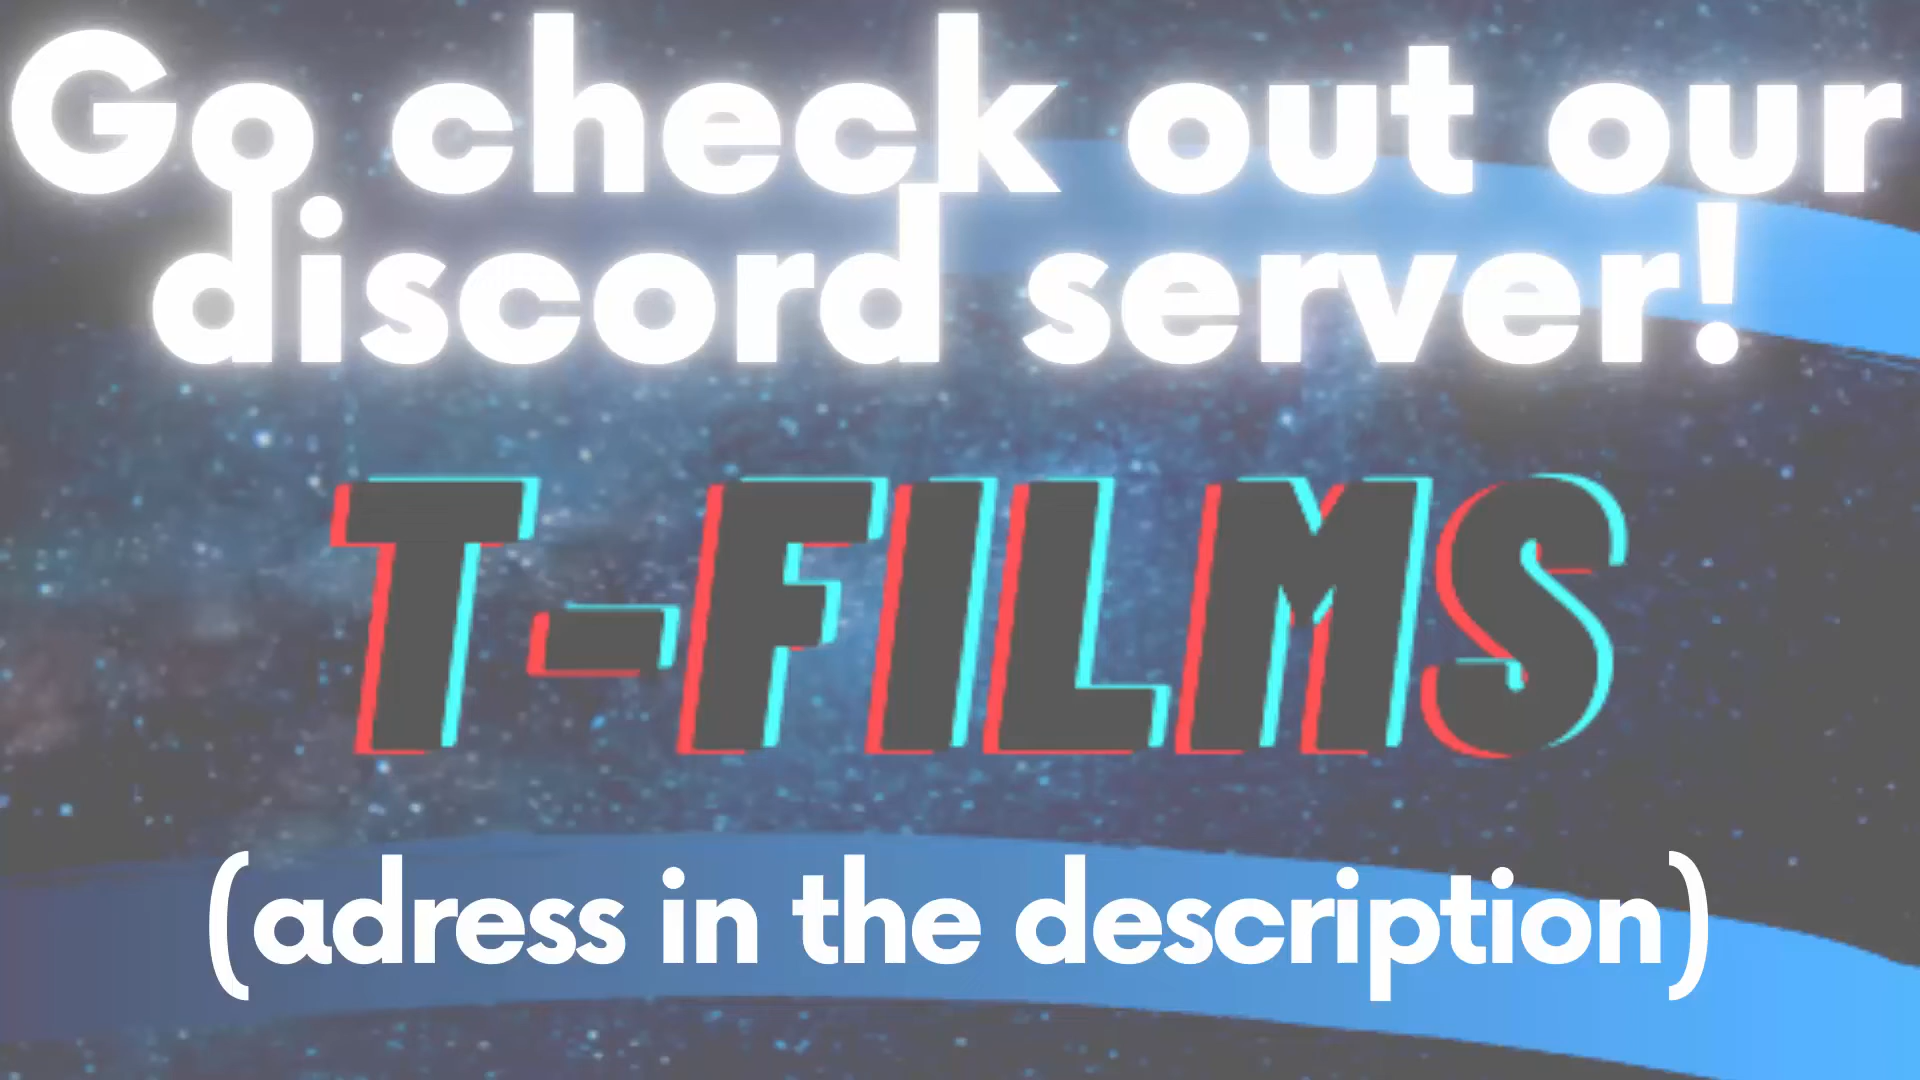 Go check out our
discord server!
T-FILMS
(adress in the description)